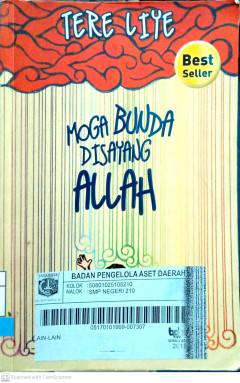 TERE LIYE
Best
Seller
MOGA BUNDA
DISAYANG
ALLAH
BADAN PENGELOLA ASET DAERAH
KOLOK : 50801025105210
NALOK : SMP NEGERI 210
05170101000-007307
LAIN-LAIN
Scanned with CamScanner